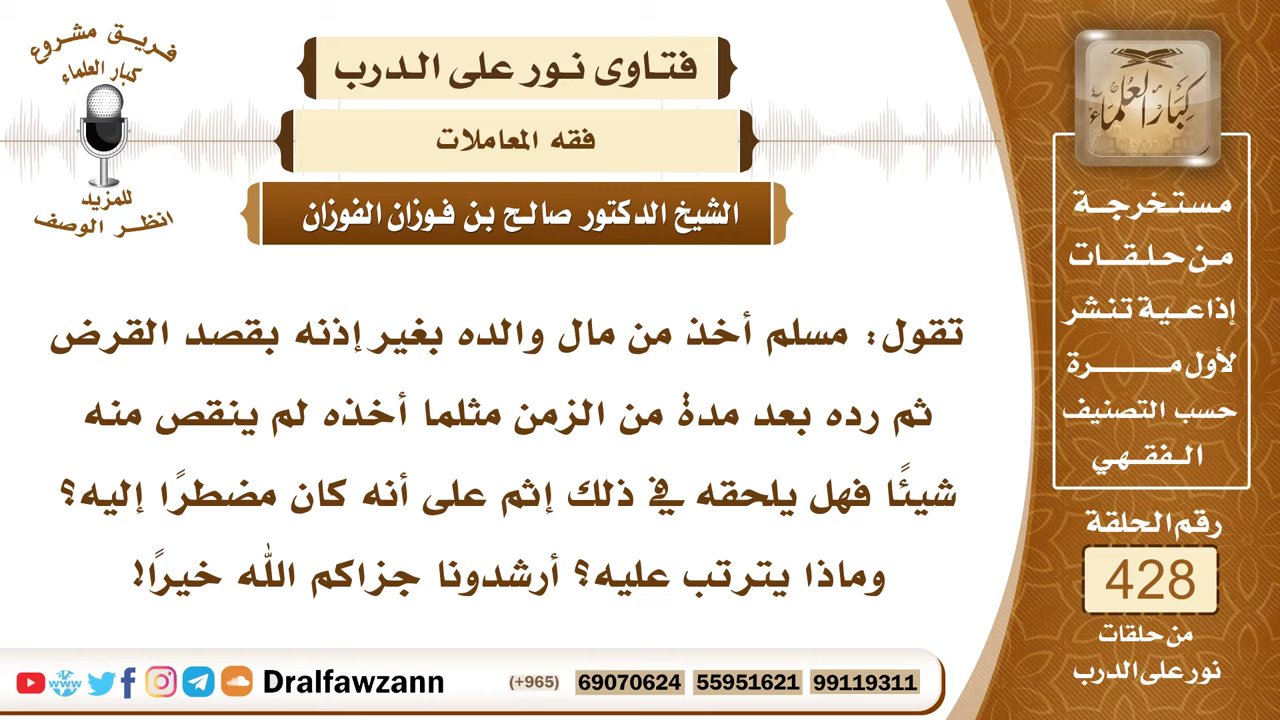 فريق مشروع
كبار العلماء
للمزيد
انظر الوصف
فتاوى نور على الدرب
فقه المعاملات
الشيخ الدكتور صالح بن فوزان الفوزان
تقول: مسلم أخذ من مال والده بغير إذنه بقصد القرض
ثم رده بعد مدة من الزمن مثلما أخذه لم ينقص منه
شيئًا فهل يلحقه في ذلك إثم على أنه كان مضطرًا إليه؟
وماذا يترتب عليه؟ أرشدونا جزاكم الله خيرًا!
كبار العلماء
مستخرجة
من حلقات
إذاعية تنشر
لأول مرة
حسب التصنيف
الفقهي
رقم الحلقة
428
من حلقات
نور على الدرب
www
Dralfawzann
(+965) 69070624 55951621 99119311